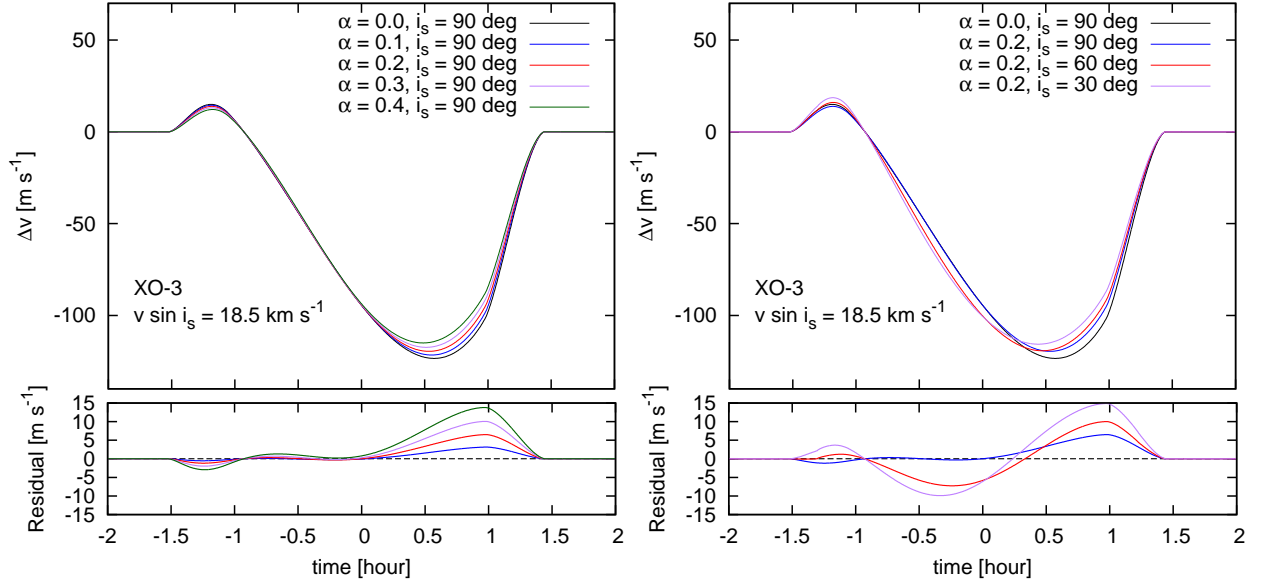 α = 0.0, i_s = 90 deg
α = 0.1, i_s = 90 deg
α = 0.2, i_s = 90 deg
α = 0.3, i_s = 90 deg
α = 0.4, i_s = 90 deg
50
0
-50
-100
Δv [m s⁻¹]
XO-3
v sin i_s = 18.5 km s⁻¹
15
10
5
0
-5
-10
-15
Residual [m s⁻¹]
-2 -1.5 -1 -0.5 0 0.5 1 1.5 2
time [hour]
α = 0.0, i_s = 90 deg
α = 0.2, i_s = 90 deg
α = 0.2, i_s = 60 deg
α = 0.2, i_s = 30 deg
50
0
-50
-100
Δv [m s⁻¹]
XO-3
v sin i_s = 18.5 km s⁻¹
15
10
5
0
-5
-10
-15
Residual [m s⁻¹]
-2 -1.5 -1 -0.5 0 0.5 1 1.5 2
time [hour]